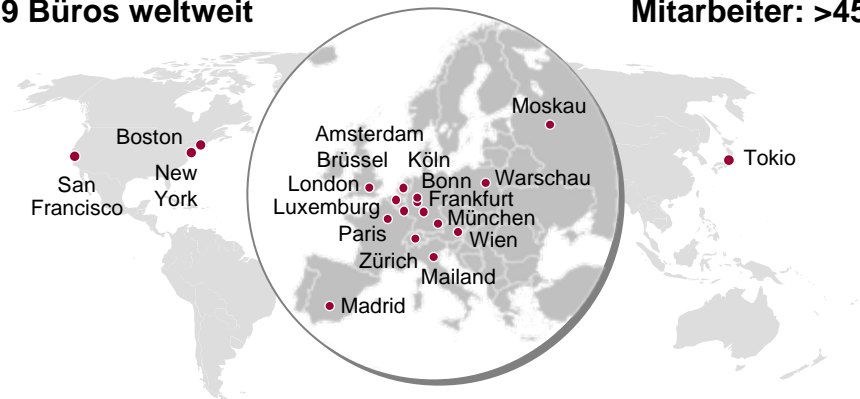 9 Büros weltweit
Mitarbeiter: >45
Moskau
Boston
Amsterdam
Brüssel Köln
Tokio
New
York
San
Francisco
London
Bonn
Warschau
Luxemburg
Frankfurt
München
Paris
Wien
Zürich
Mailand
Madrid